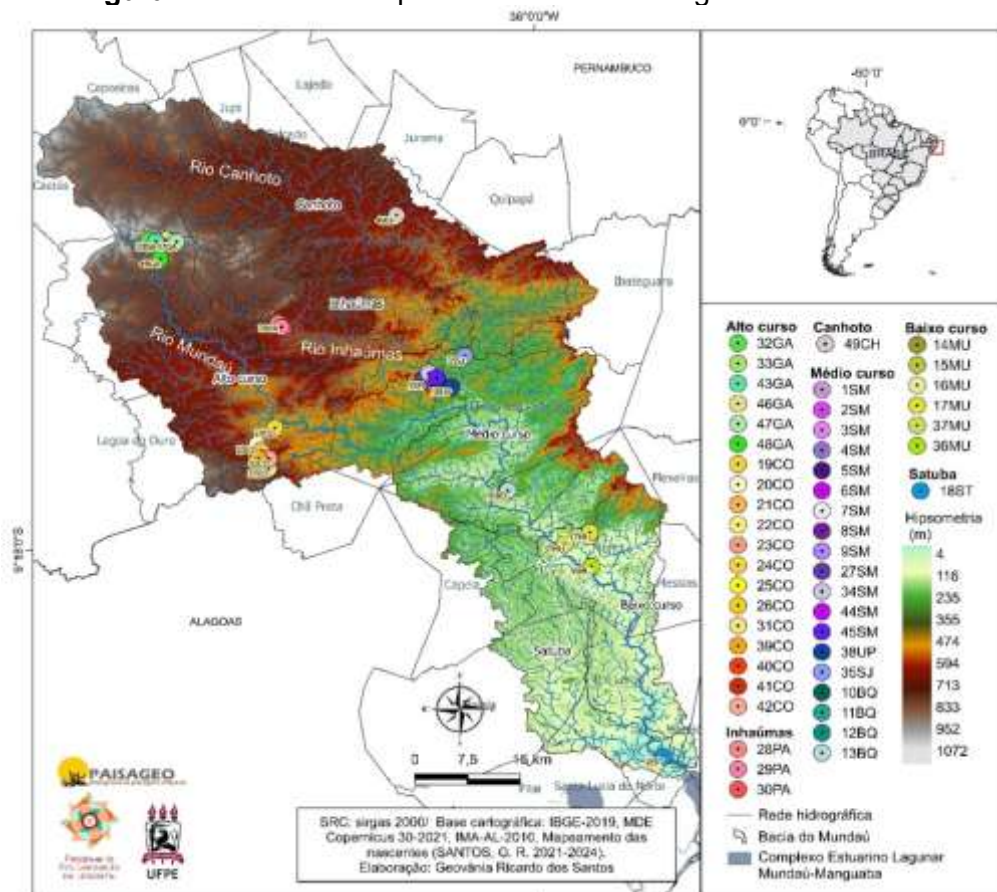 36°0'0"W
PERNAMBUCO
Lajedo
Jupi
Jurema
Quipapá
Ibateguara
Rio Canhoto
Canhoto
Inhaúmas
Rio Inhaúmas
Rio Mundaú
Alto curso
Lagoa do Ouro
Chã Preta
Médio curso
Capela
Messias
Baixo curso
Satuba
ALAGOAS
9°18'0"S
0 7,5 15 Km
Pilar
Santa Luzia do Norte
PAISAGEO
UFPE
SRC: sirgas 2000/ Base cartográfica: IBGE-2019, MDE
Copernicus 30-2021, IMA-AL-2010, Mapeamento das
nascentes (SANTOS, G. R. 2021-2024).
Elaboração: Geovânia Ricardo dos Santos
-60°0'
BRASIL
Alto curso
32GA
33GA
43GA
46GA
47GA
48GA
19CO
20CO
21CO
22CO
23CO
24CO
25CO
26CO
31CO
39CO
40CO
41CO
42CO
Inhaúmas
28PA
29PA
30PA
Canhoto
49CH
Médio curso
1SM
2SM
3SM
4SM
5SM
6SM
7SM
8SM
9SM
27SM
34SM
44SM
45SM
38UP
35SJ
10BQ
11BQ
12BQ
13BQ
Baixo curso
14MU
15MU
16MU
17MU
37MU
36MU
Satuba
18ST
Hipsometria
(m)
4
116
235
355
474
594
713
833
952
1072
Rede hidrográfica
Bacia do Mundaú
Complexo Estuarino Lagunar
Mundaú-Manguaba